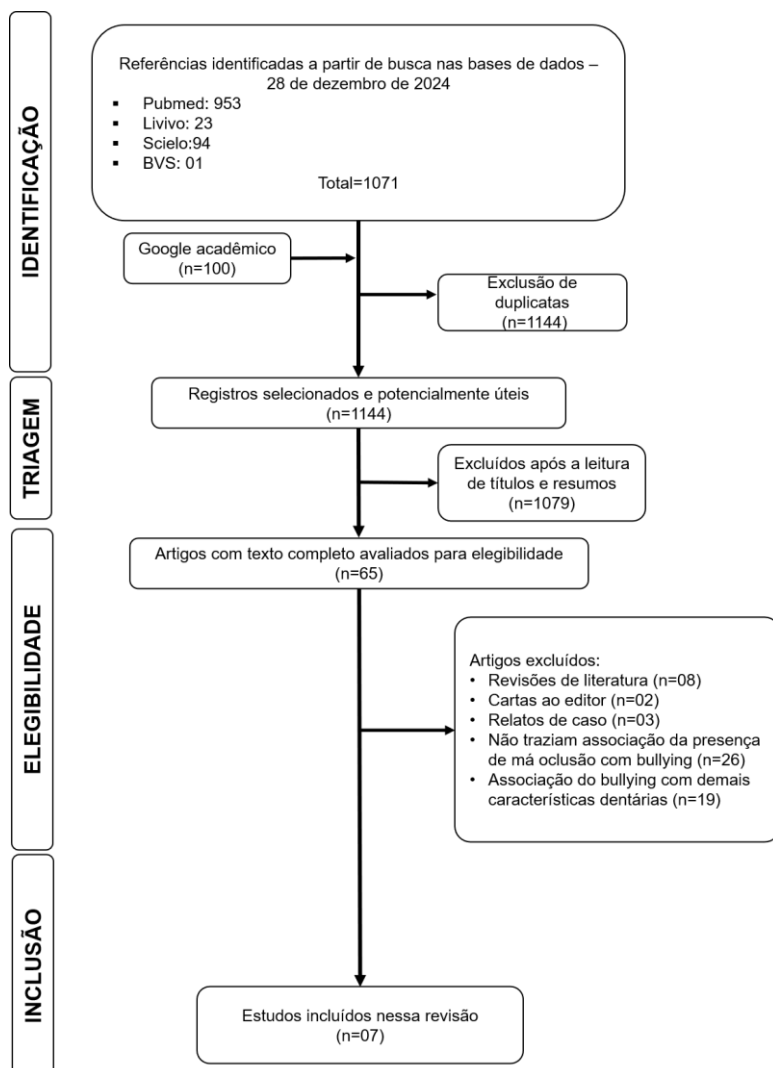 IDENTIFICAÇÃO
Referências identificadas a partir de busca nas bases de dados –
28 de dezembro de 2024
▪ Pubmed: 953
▪ Livivo: 23
▪ Scielo:94
▪ BVS: 01
Total=1071
Google acadêmico
(n=100)
Exclusão de
duplicatas
(n=1144)
TRIAGEM
Registros selecionados e potencialmente úteis
(n=1144)
Excluídos após a leitura
de títulos e resumos
(n=1079)
ELEGIBILIDADE
Artigos com texto completo avaliados para elegibilidade
(n=65)
Artigos excluídos:
• Revisões de literatura (n=08)
• Cartas ao editor (n=02)
• Relatos de caso (n=03)
• Não traziam associação da presença
de má oclusão com bullying (n=26)
• Associação do bullying com demais
características dentárias (n=19)
INCLUSÃO
Estudos incluídos nessa revisão
(n=07)